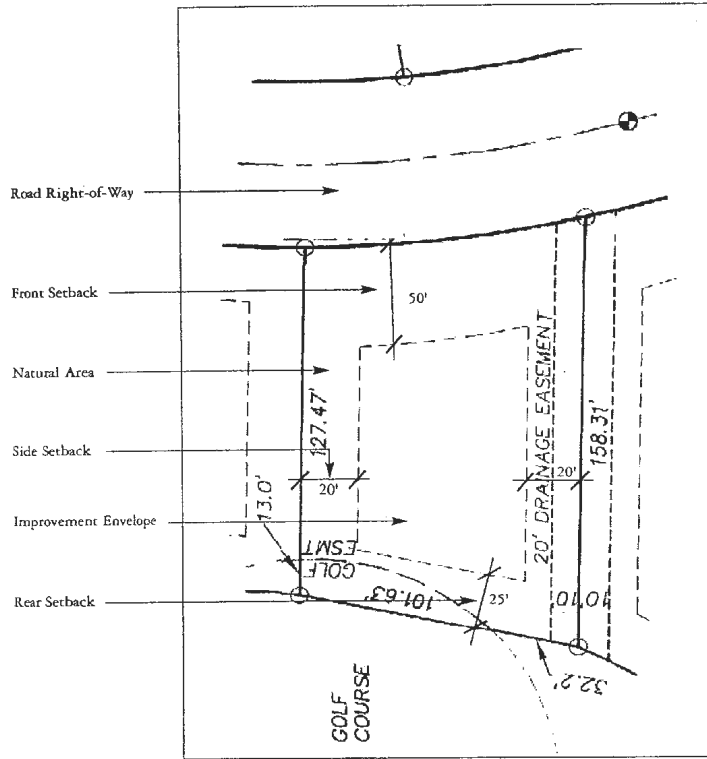 Road Right-of-Way
Front Setback
50'
Natural Area
127.47'
20' DRAINAGE EASEMENT
158.31'
Side Setback
20'
20'
13.0'
Improvement Envelope
GOLF
ESMT
Rear Setback
101.63'
25'
10'
10'
32.2'
GOLF
COURSE